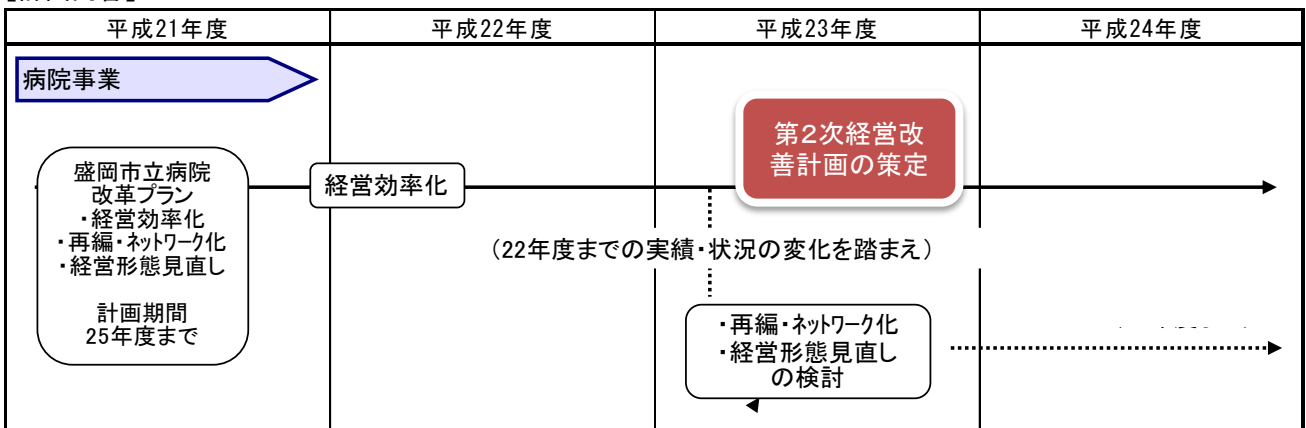 平成21年度
平成22年度
平成23年度
平成24年度
病院事業
第2次経営改
善計画の策定
盛岡市立病院
改革プラン
・経営効率化
・再編・ネットワーク化
・経営形態見直し
計画期間
25年度まで
経営効率化
(22年度までの実績・状況の変化を踏まえ)
・再編・ネットワーク化
・経営形態見直し
の検討